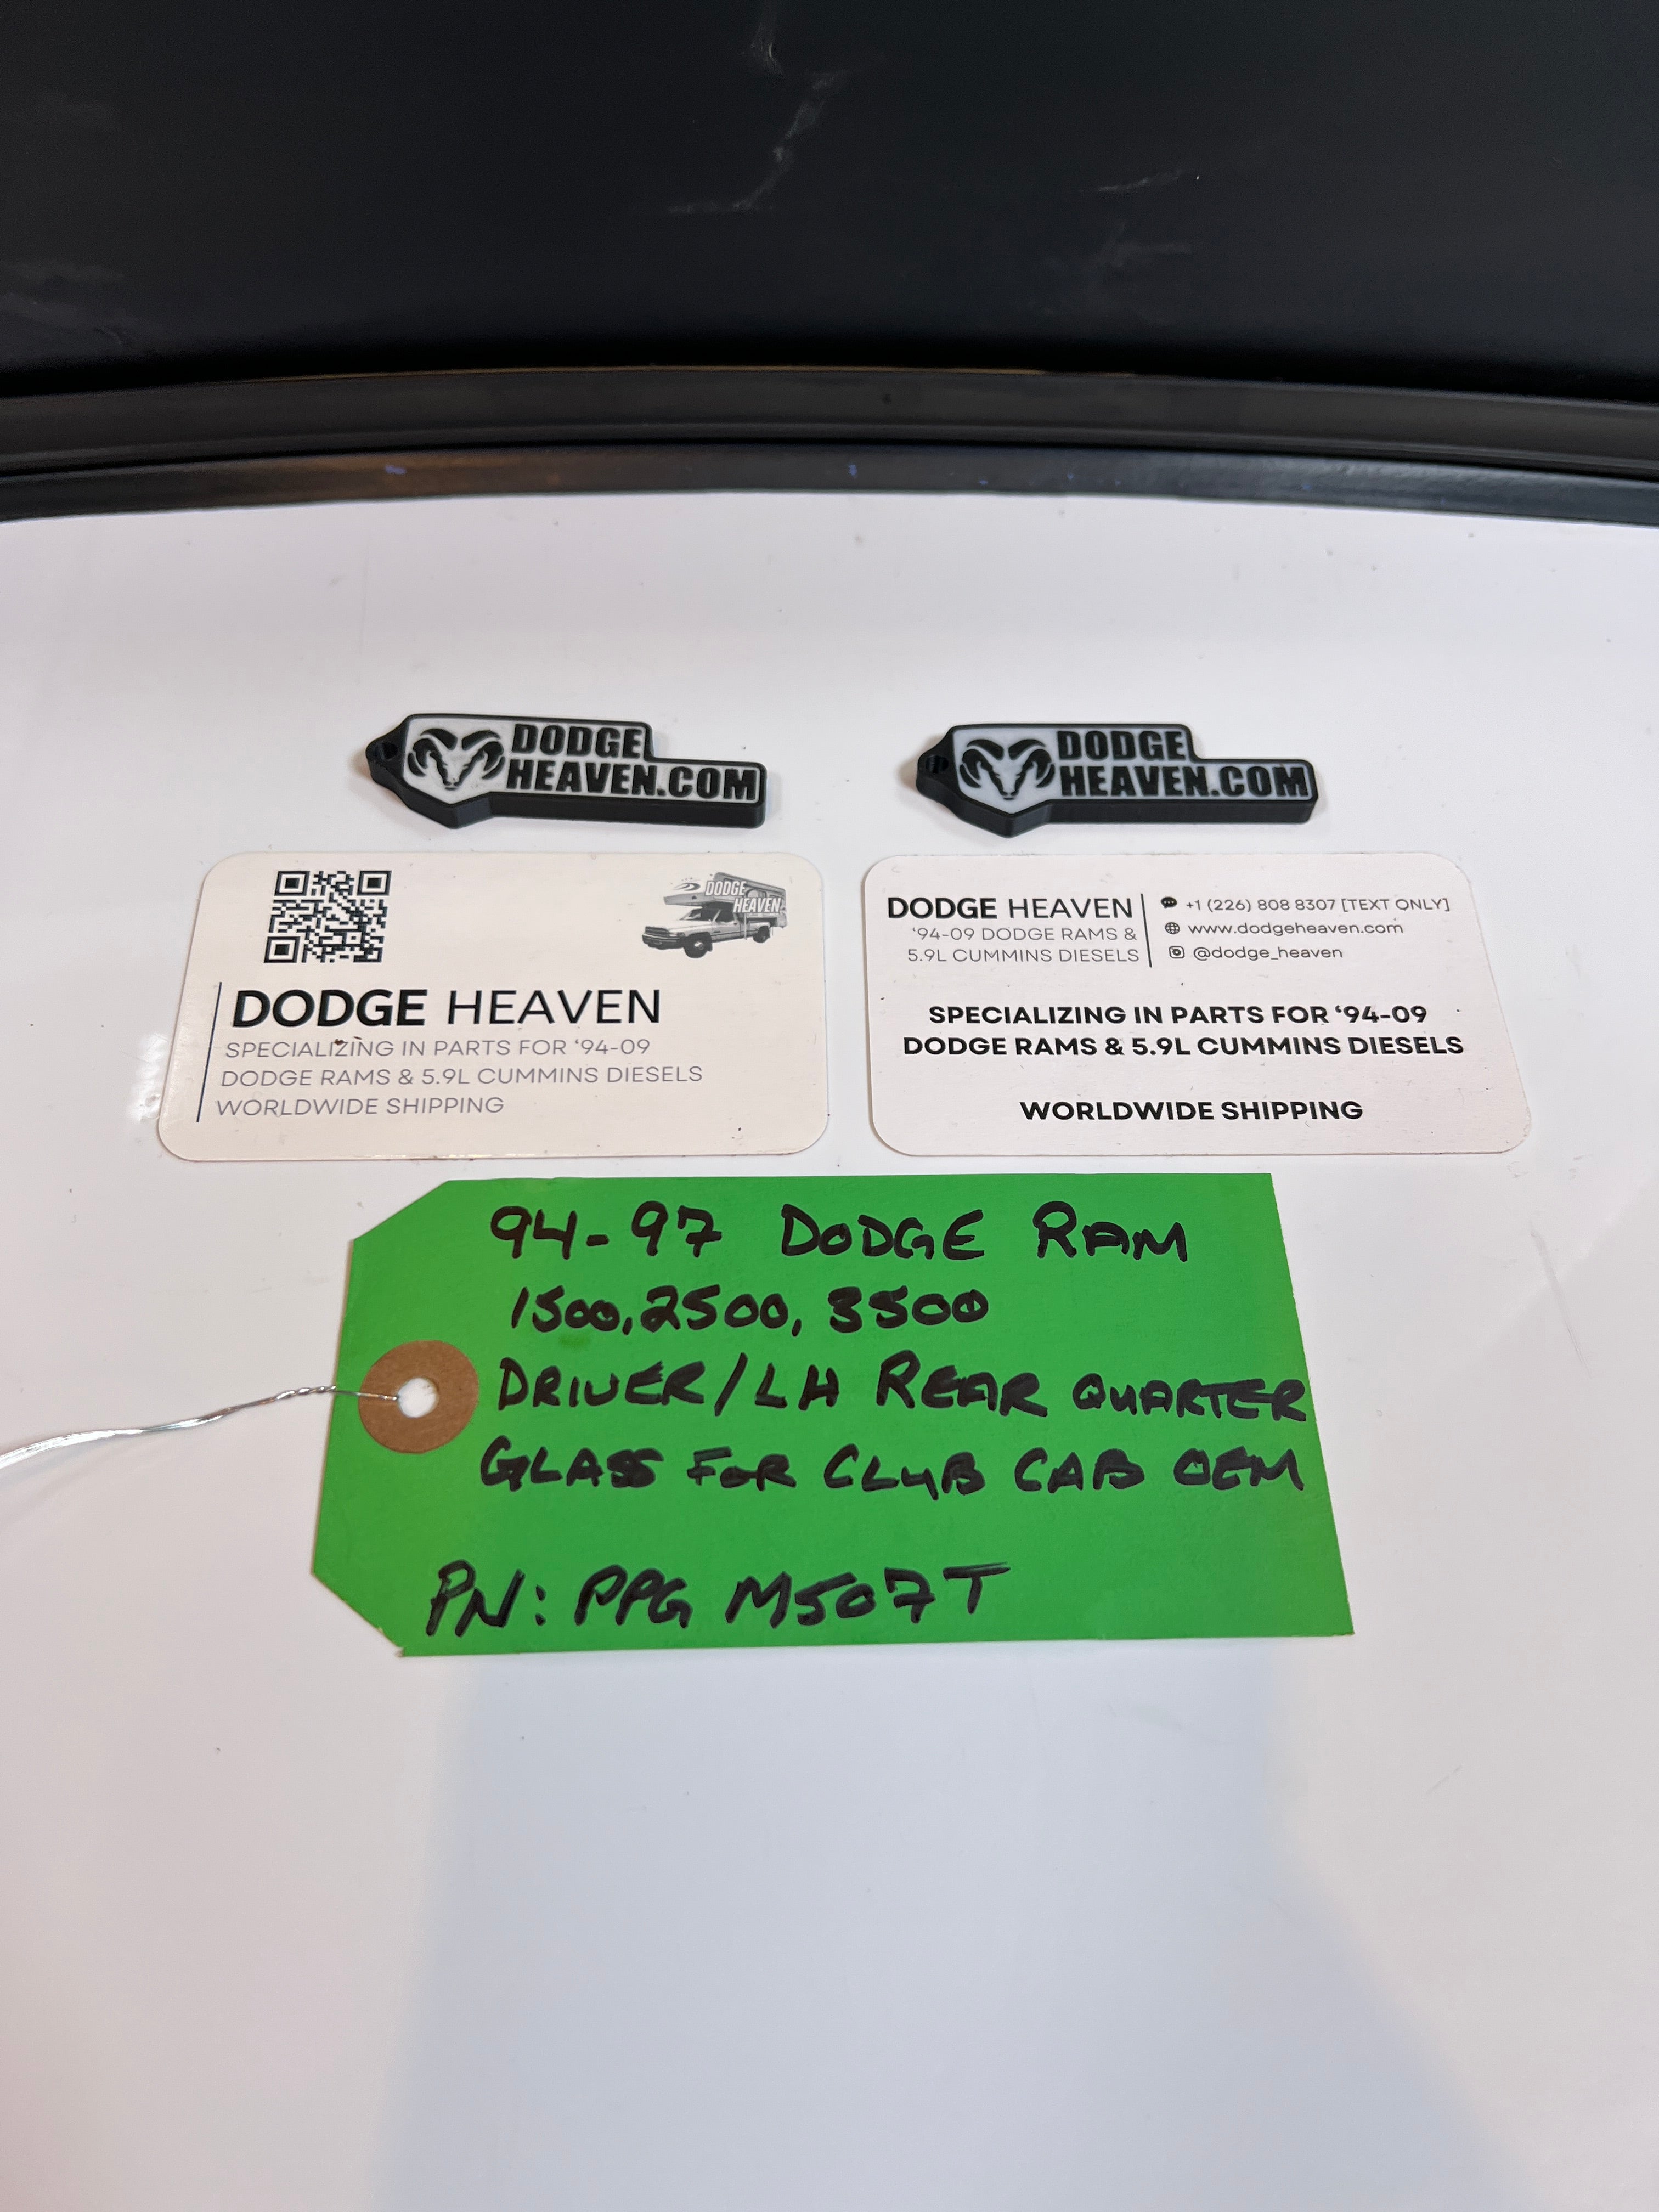 DODGE
HEAVEN.COM
DODGE
HEAVEN.COM
DODGE
HEAVEN
DODGE HEAVEN
SPECIALIZING IN PARTS FOR ‘94-09
DODGE RAMS & 5.9L CUMMINS DIESELS
WORLDWIDE SHIPPING
DODGE HEAVEN
‘94-09 DODGE RAMS &
5.9L CUMMINS DIESELS
+1 (226) 808 8307 [TEXT ONLY]
www.dodgeheaven.com
@dodge_heaven
SPECIALIZING IN PARTS FOR ‘94-09
DODGE RAMS & 5.9L CUMMINS DIESELS
WORLDWIDE SHIPPING
94-97 DODGE RAM
1500, 2500, 3500
DRIVER/LH REAR QUARTER
GLASS FOR CLUB CAB OEM
PN: PPG M507T